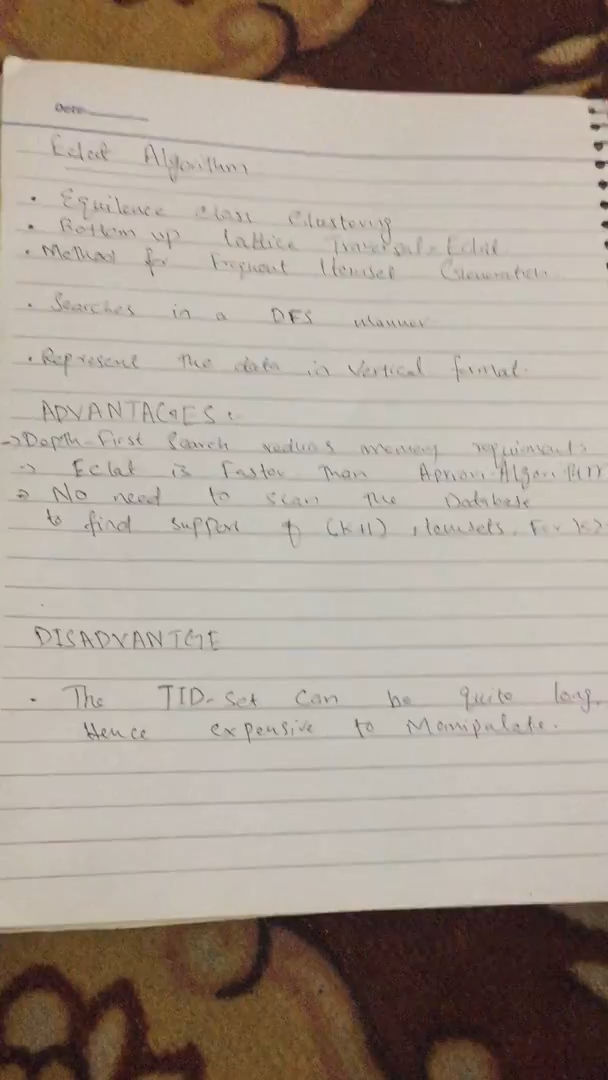 Date
Eclat Algorithm
• Equilence class Clustering
• Bottom up Lattice Traversal - Eclat
• Method for Frequent Itemset Generation
• Searches in a DFS manner
• Represent the data in vertical format.
ADVANTAGES:
→ Depth-First Search reduces memory requiments
→ Eclat is Faster Than Apriori Algorithm
→ No need to scan The Database
to find support of (K+1) itemsets. For K>
DISADVANTGE
• The TID-Set can be quite long,
Hence expensive to Manipulate.